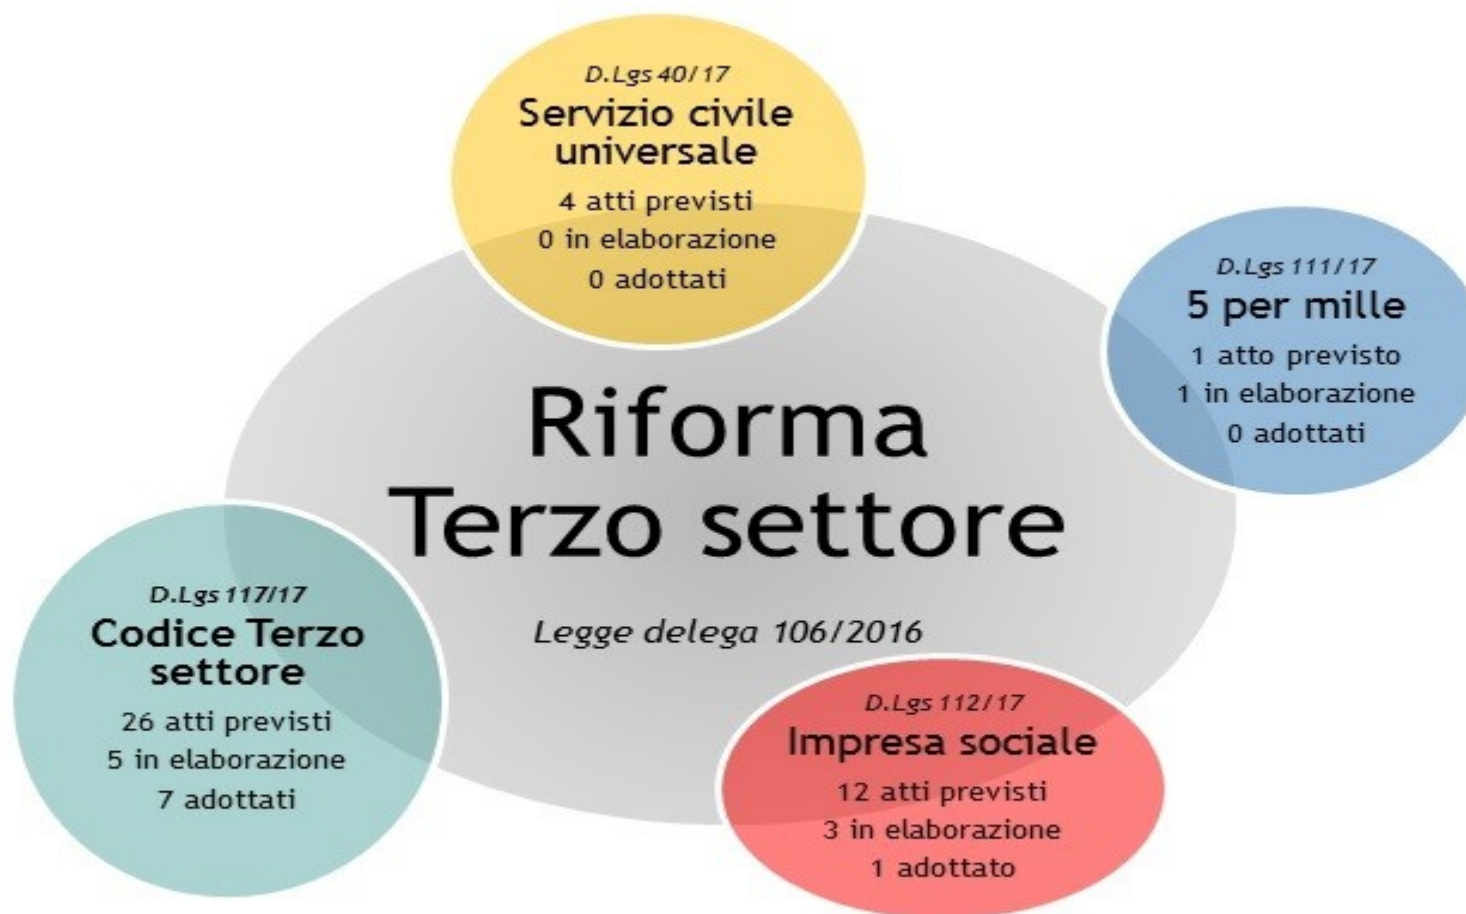 D.Lgs 40/17
Servizio civile
universale
4 atti previsti
0 in elaborazione
0 adottati
D.Lgs 111/17
5 per mille
1 atto previsto
1 in elaborazione
0 adottati
Riforma
Terzo settore
Legge delega 106/2016
D.Lgs 117/17
Codice Terzo
settore
26 atti previsti
5 in elaborazione
7 adottati
D.Lgs 112/17
Impresa sociale
12 atti previsti
3 in elaborazione
1 adottato